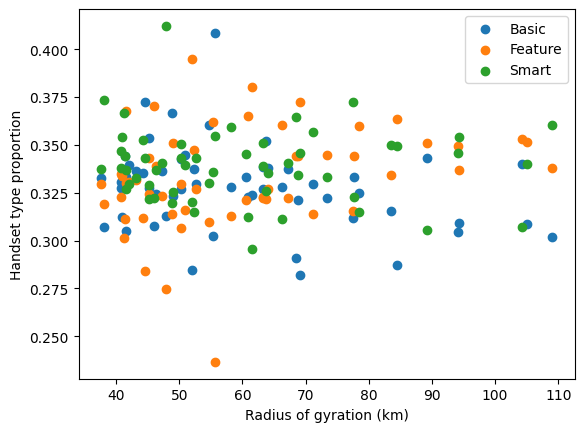 Basic
Feature
Smart
0.400
0.375
0.350
0.325
0.300
0.275
0.250
Handset type proportion
40 50 60 70 80 90 100 110
Radius of gyration (km)